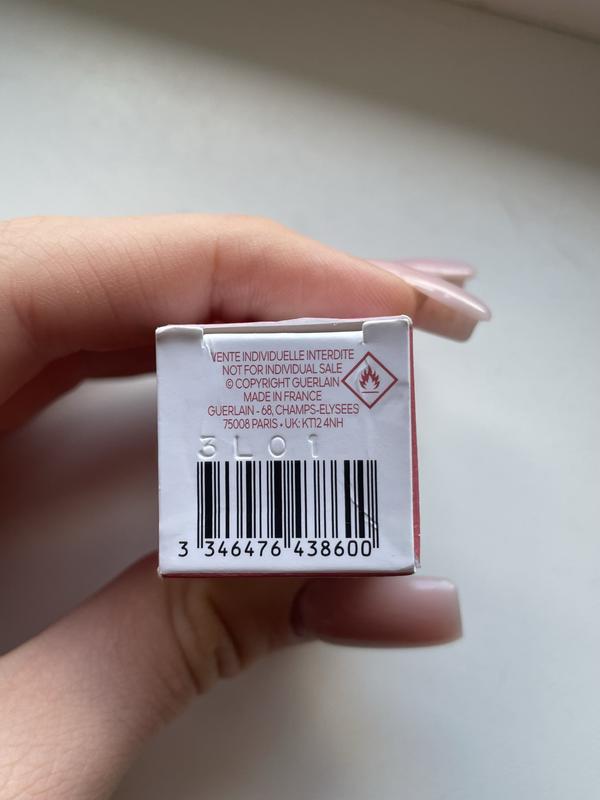 VENTE INDIVIDUELLE INTERDITE
NOT FOR INDIVIDUAL SALE
© COPYRIGHT GUERLAIN
MADE IN FRANCE
GUERLAIN - 68, CHAMPS-ELYSEES
75008 PARIS • UK: KT12 4NH
3L01
3 346476 438600